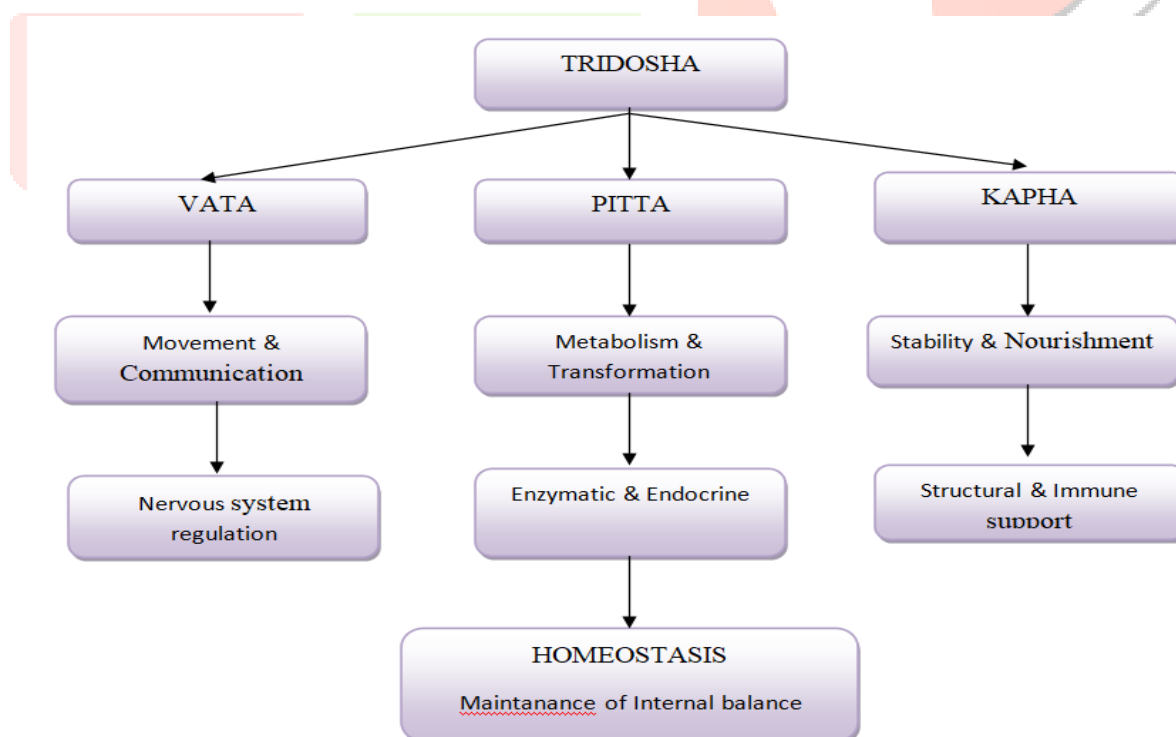 TRIDOSHA
VATA
PITTA
KAPHA
Movement &
Communication
Metabolism &
Transformation
Stability & Nourishment
Nervous system
regulation
Enzymatic & Endocrine
Structural & Immune
support
HOMEOSTASIS
Maintanance of Internal balance